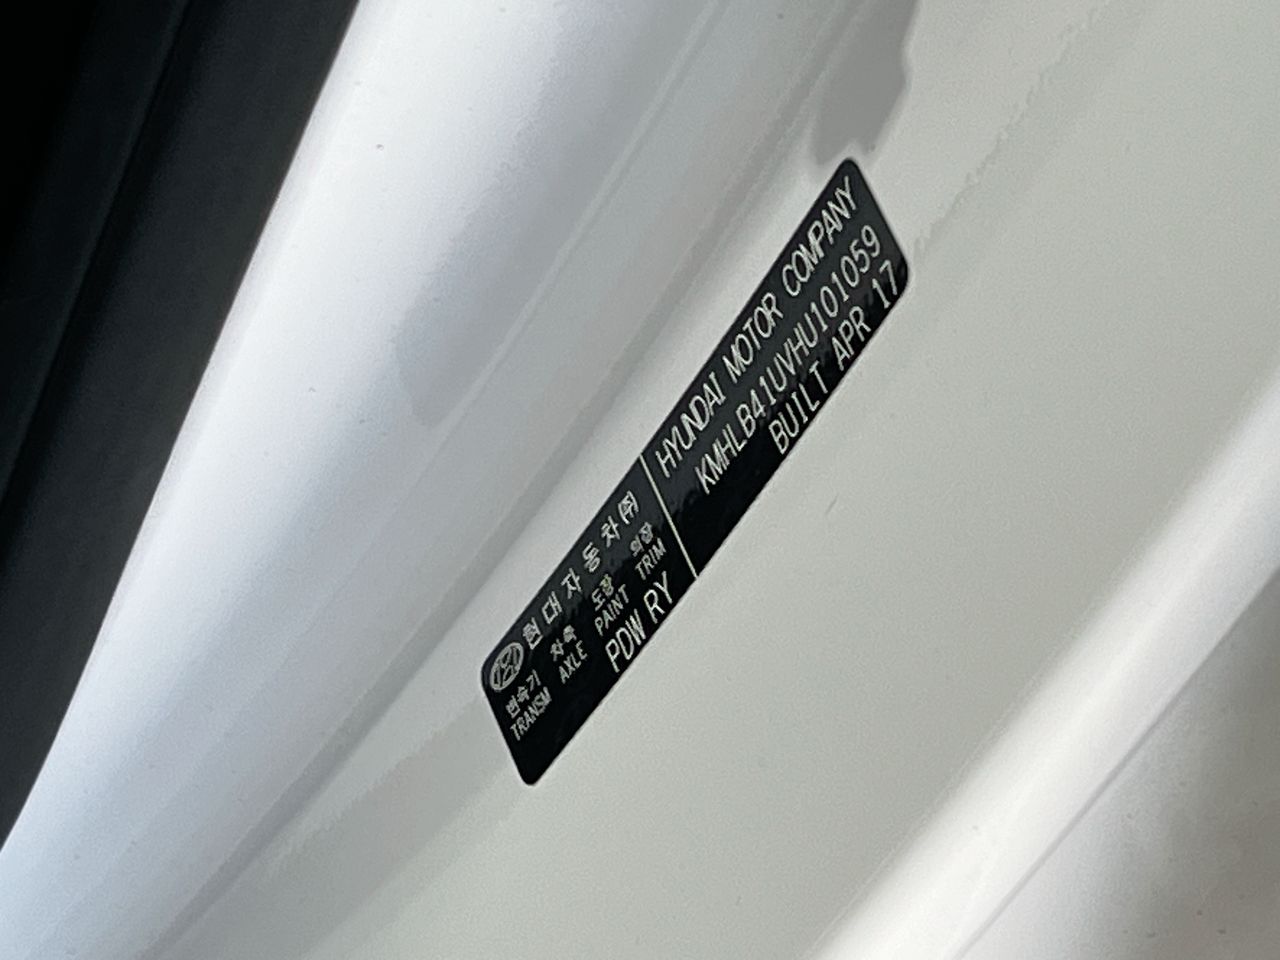 현대자동차(주)
변속기 차축 도장 의장
TRANSM AXLE PAINT TRIM
PDW RY
HYUNDAI MOTOR COMPANY
KMHLB41UVHU101059
BUILT APR 17